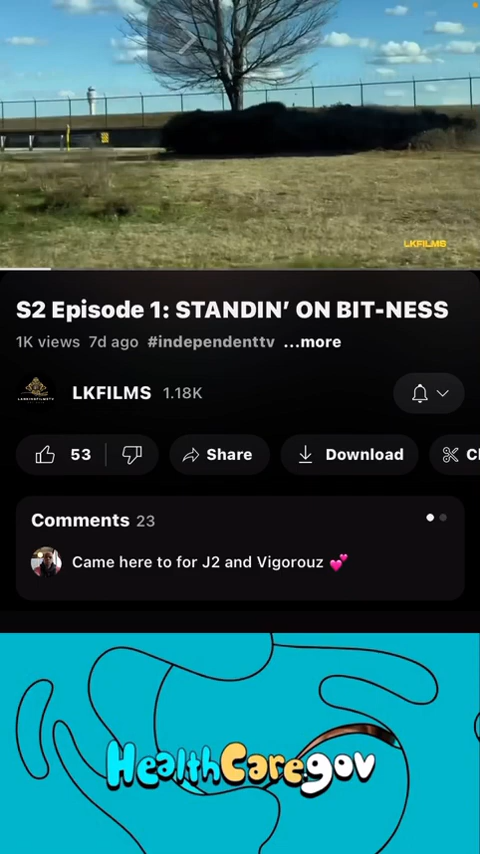 LKFILMS
S2 Episode 1: STANDIN’ ON BIT-NESS
1K views 7d ago #independenttv ...more
LKFILMS 1.18K
53 Share Download Cl
Comments 23
Came here to for J2 and Vigorouz 💕
HealthCaregov